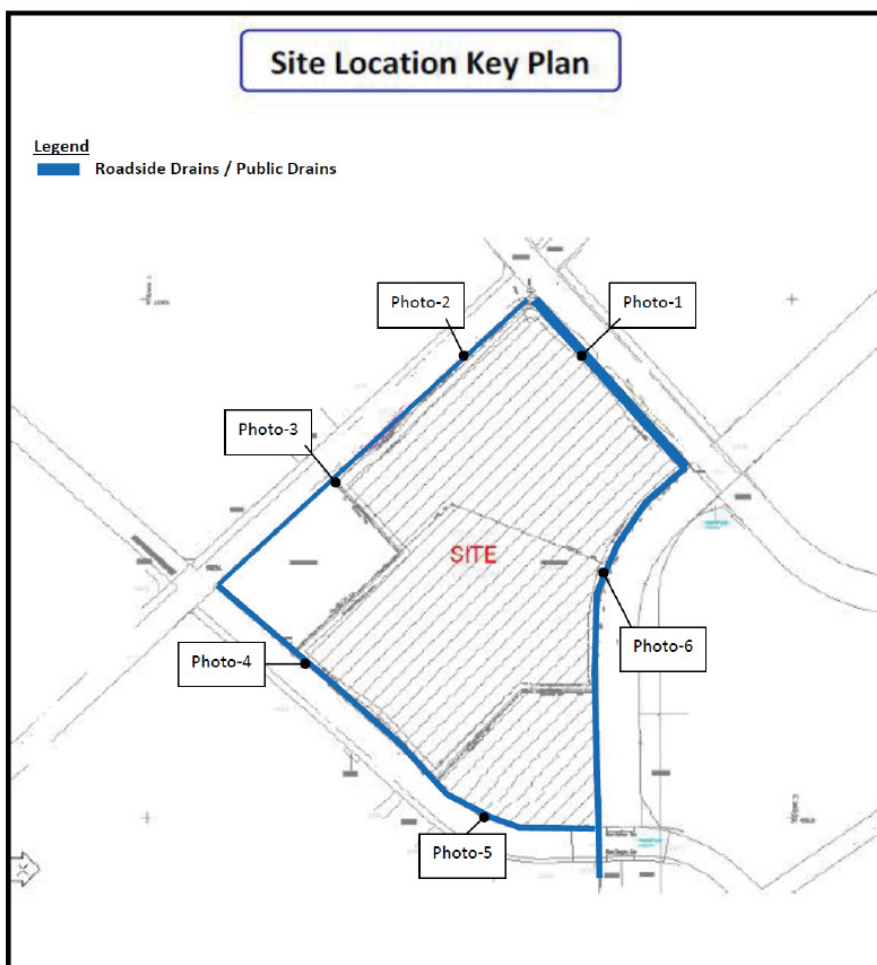 Site Location Key Plan
Legend
Roadside Drains / Public Drains
Photo-2
Photo-1
Photo-3
SITE
Photo-6
Photo-4
Photo-5